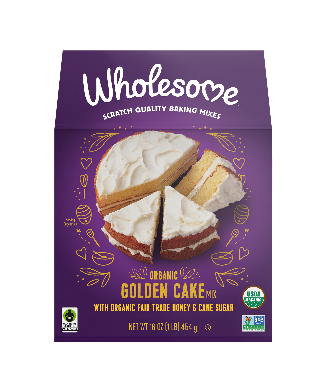 Wholesome
SCRATCH QUALITY BAKING MIXES
ORGANIC
GOLDEN CAKE MIX
WITH ORGANIC FAIR TRADE HONEY & CANE SUGAR
USDA
ORGANIC
NET WT 16 OZ (1 LB) 454 g